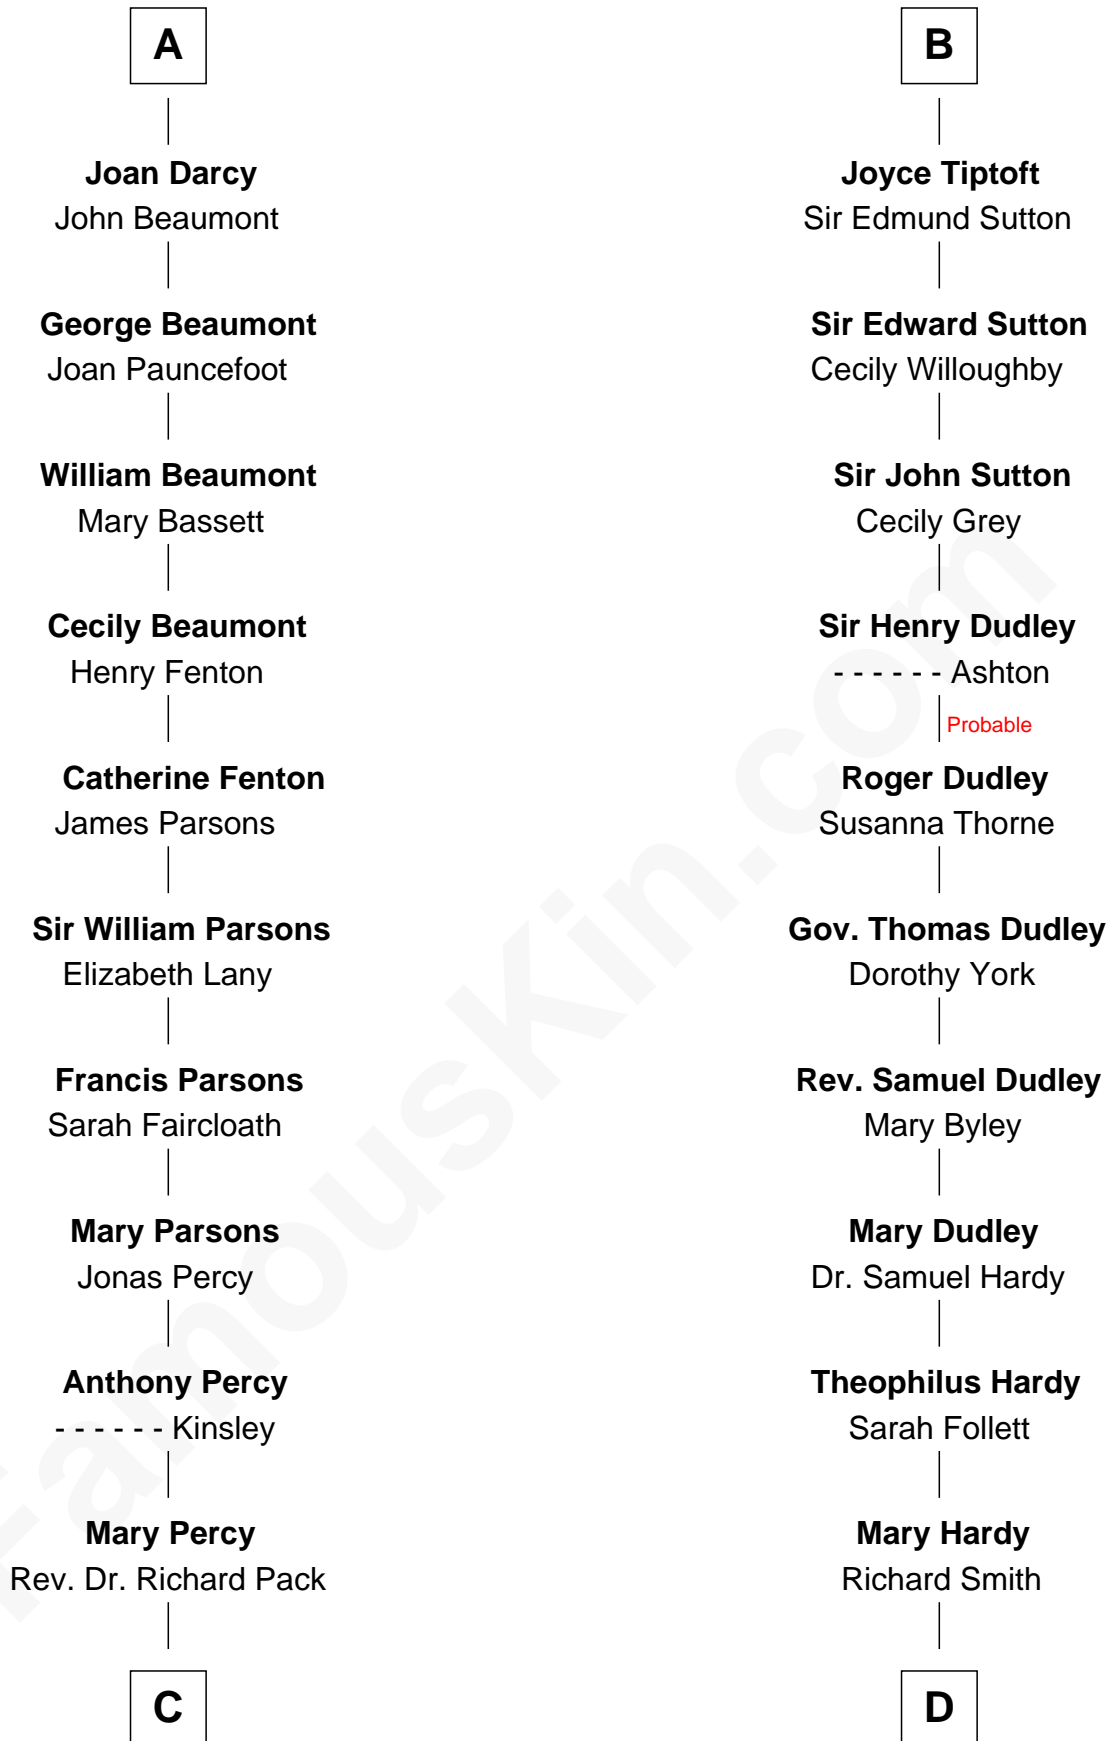 A
Joan Darcy
John Beaumont
George Beaumont
Joan Pauncefoot
William Beaumont
Mary Bassett
Cecily Beaumont
Henry Fenton
Catherine Fenton
James Parsons
Sir William Parsons
Elizabeth Lany
Francis Parsons
Sarah Faircloath
Mary Parsons
Jonas Percy
Anthony Percy
- - - - - - Kinsley
Mary Percy
Rev. Dr. Richard Pack
C
B
Joyce Tiptoft
Sir Edmund Sutton
Sir Edward Sutton
Cecily Willoughby
Sir John Sutton
Cecily Grey
Sir Henry Dudley
- - - - - - Ashton
Probable
Roger Dudley
Susanna Thorne
Gov. Thomas Dudley
Dorothy York
Rev. Samuel Dudley
Mary Byley
Mary Dudley
Dr. Samuel Hardy
Theophilus Hardy
Sarah Follett
Mary Hardy
Richard Smith
D
FamousKin.com